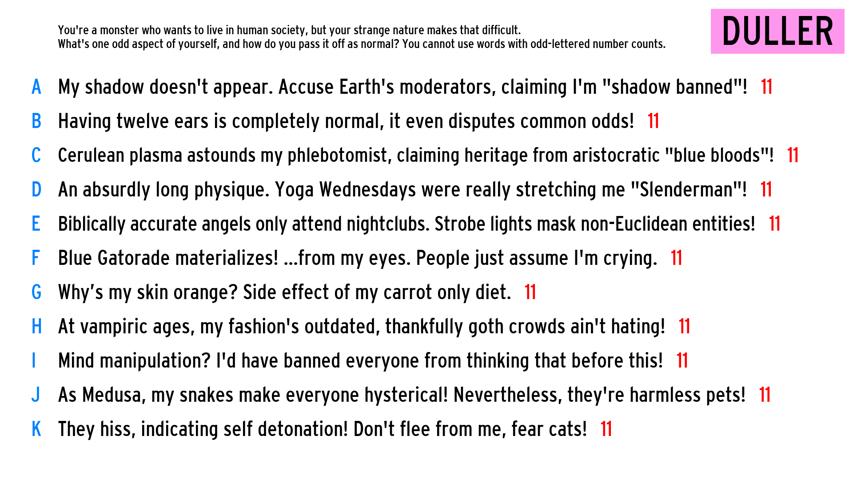 You're a monster who wants to live in human society, but your strange nature makes that difficult.
What's one odd aspect of yourself, and how do you pass it off as normal? You cannot use words with odd-lettered number counts.
DULLER
A My shadow doesn't appear. Accuse Earth's moderators, claiming I'm "shadow banned"! 11
B Having twelve ears is completely normal, it even disputes common odds! 11
C Cerulean plasma astounds my phlebotomist, claiming heritage from aristocratic "blue bloods"! 11
D An absurdly long physique. Yoga Wednesdays were really stretching me "Slenderman"! 11
E Biblically accurate angels only attend nightclubs. Strobe lights mask non-Euclidean entities! 11
F Blue Gatorade materializes! ...from my eyes. People just assume I'm crying. 11
G Why’s my skin orange? Side effect of my carrot only diet. 11
H At vampiric ages, my fashion's outdated, thankfully goth crowds ain't hating! 11
I Mind manipulation? I'd have banned everyone from thinking that before this! 11
J As Medusa, my snakes make everyone hysterical! Nevertheless, they're harmless pets! 11
K They hiss, indicating self detonation! Don't flee from me, fear cats! 11